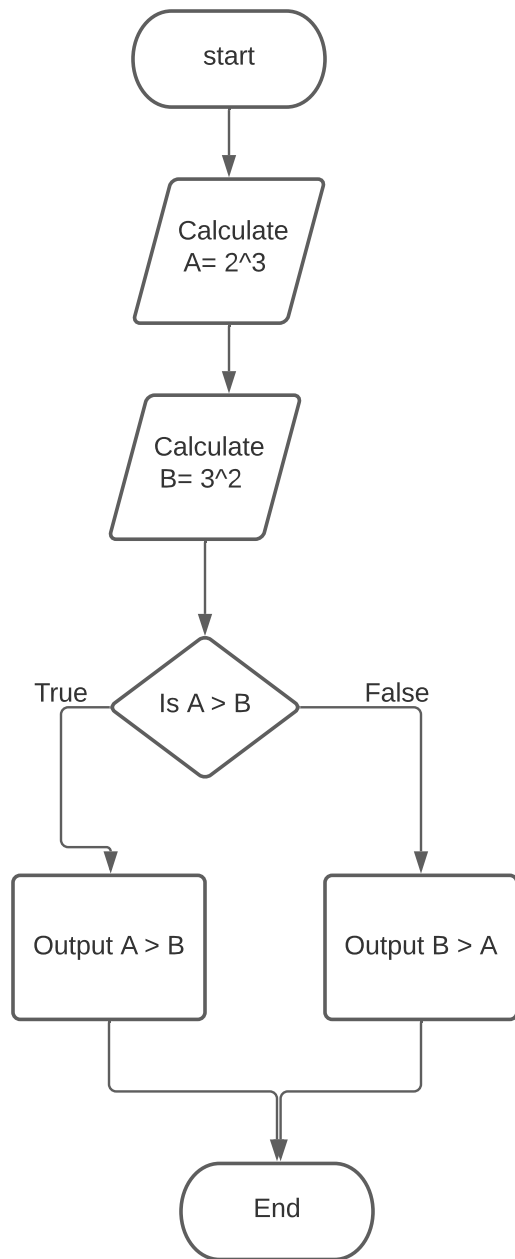 start
Calculate
A= 2^3
Calculate
B= 3^2
True
Is A > B
False
Output A > B
Output B > A
End